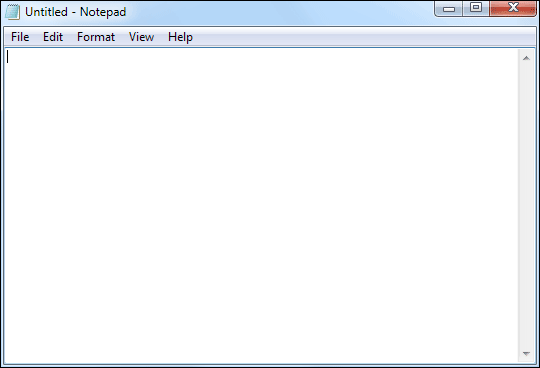 Untitled - Notepad
File Edit Format View Help